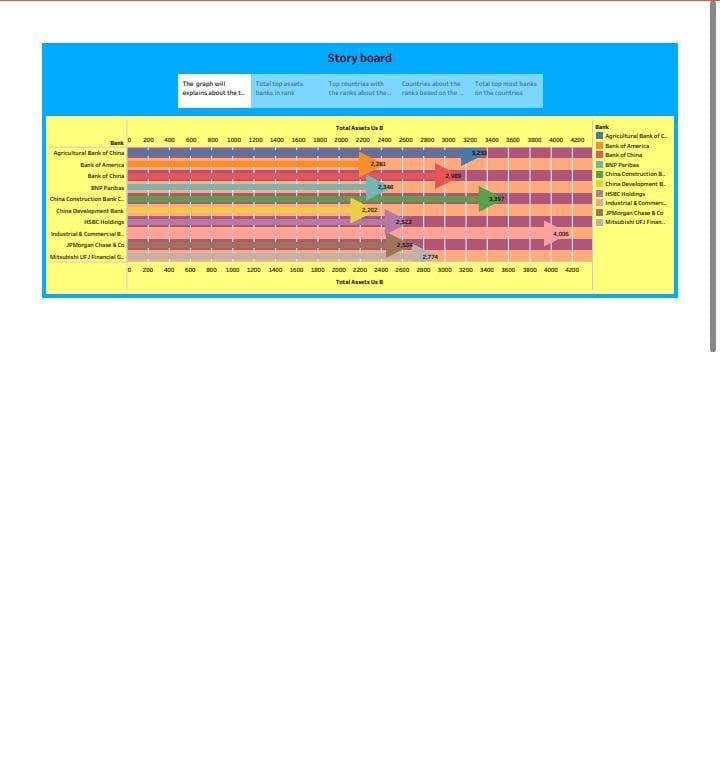 Story board
The graph will
explains about the t..
Total top assets
banks in rank
Top countries with
the ranks about the ..
Countries about the
ranks based on the ..
Total top most banks
on the countries
Total Assets Us B
Bank
0 200 400 600 800 1000 1200 1400 1600 1800 2000 2200 2400 2600 2800 3000 3200 3400 3600 3800 4000 4200
Agricultural Bank of China 3,233
Bank of America 2,281
Bank of China 2,989
BNP Paribas 2,348
China Construction Bank C.. 3,397
China Development Bank 2,202
HSBC Holdings 2,522
Industrial & Commercial B.. 4,006
JPMorgan Chase & Co 2,534
Mitsubishi UFJ Financial G.. 2,774
0 200 400 600 800 1000 1200 1400 1600 1800 2000 2200 2400 2600 2800 3000 3200 3400 3600 3800 4000 4200
Total Assets Us B
Bank
Agricultural Bank of C..
Bank of America
Bank of China
BNP Paribas
China Construction B..
China Development B..
HSBC Holdings
Industrial & Commerc..
JPMorgan Chase & Co
Mitsubishi UFJ Finan..